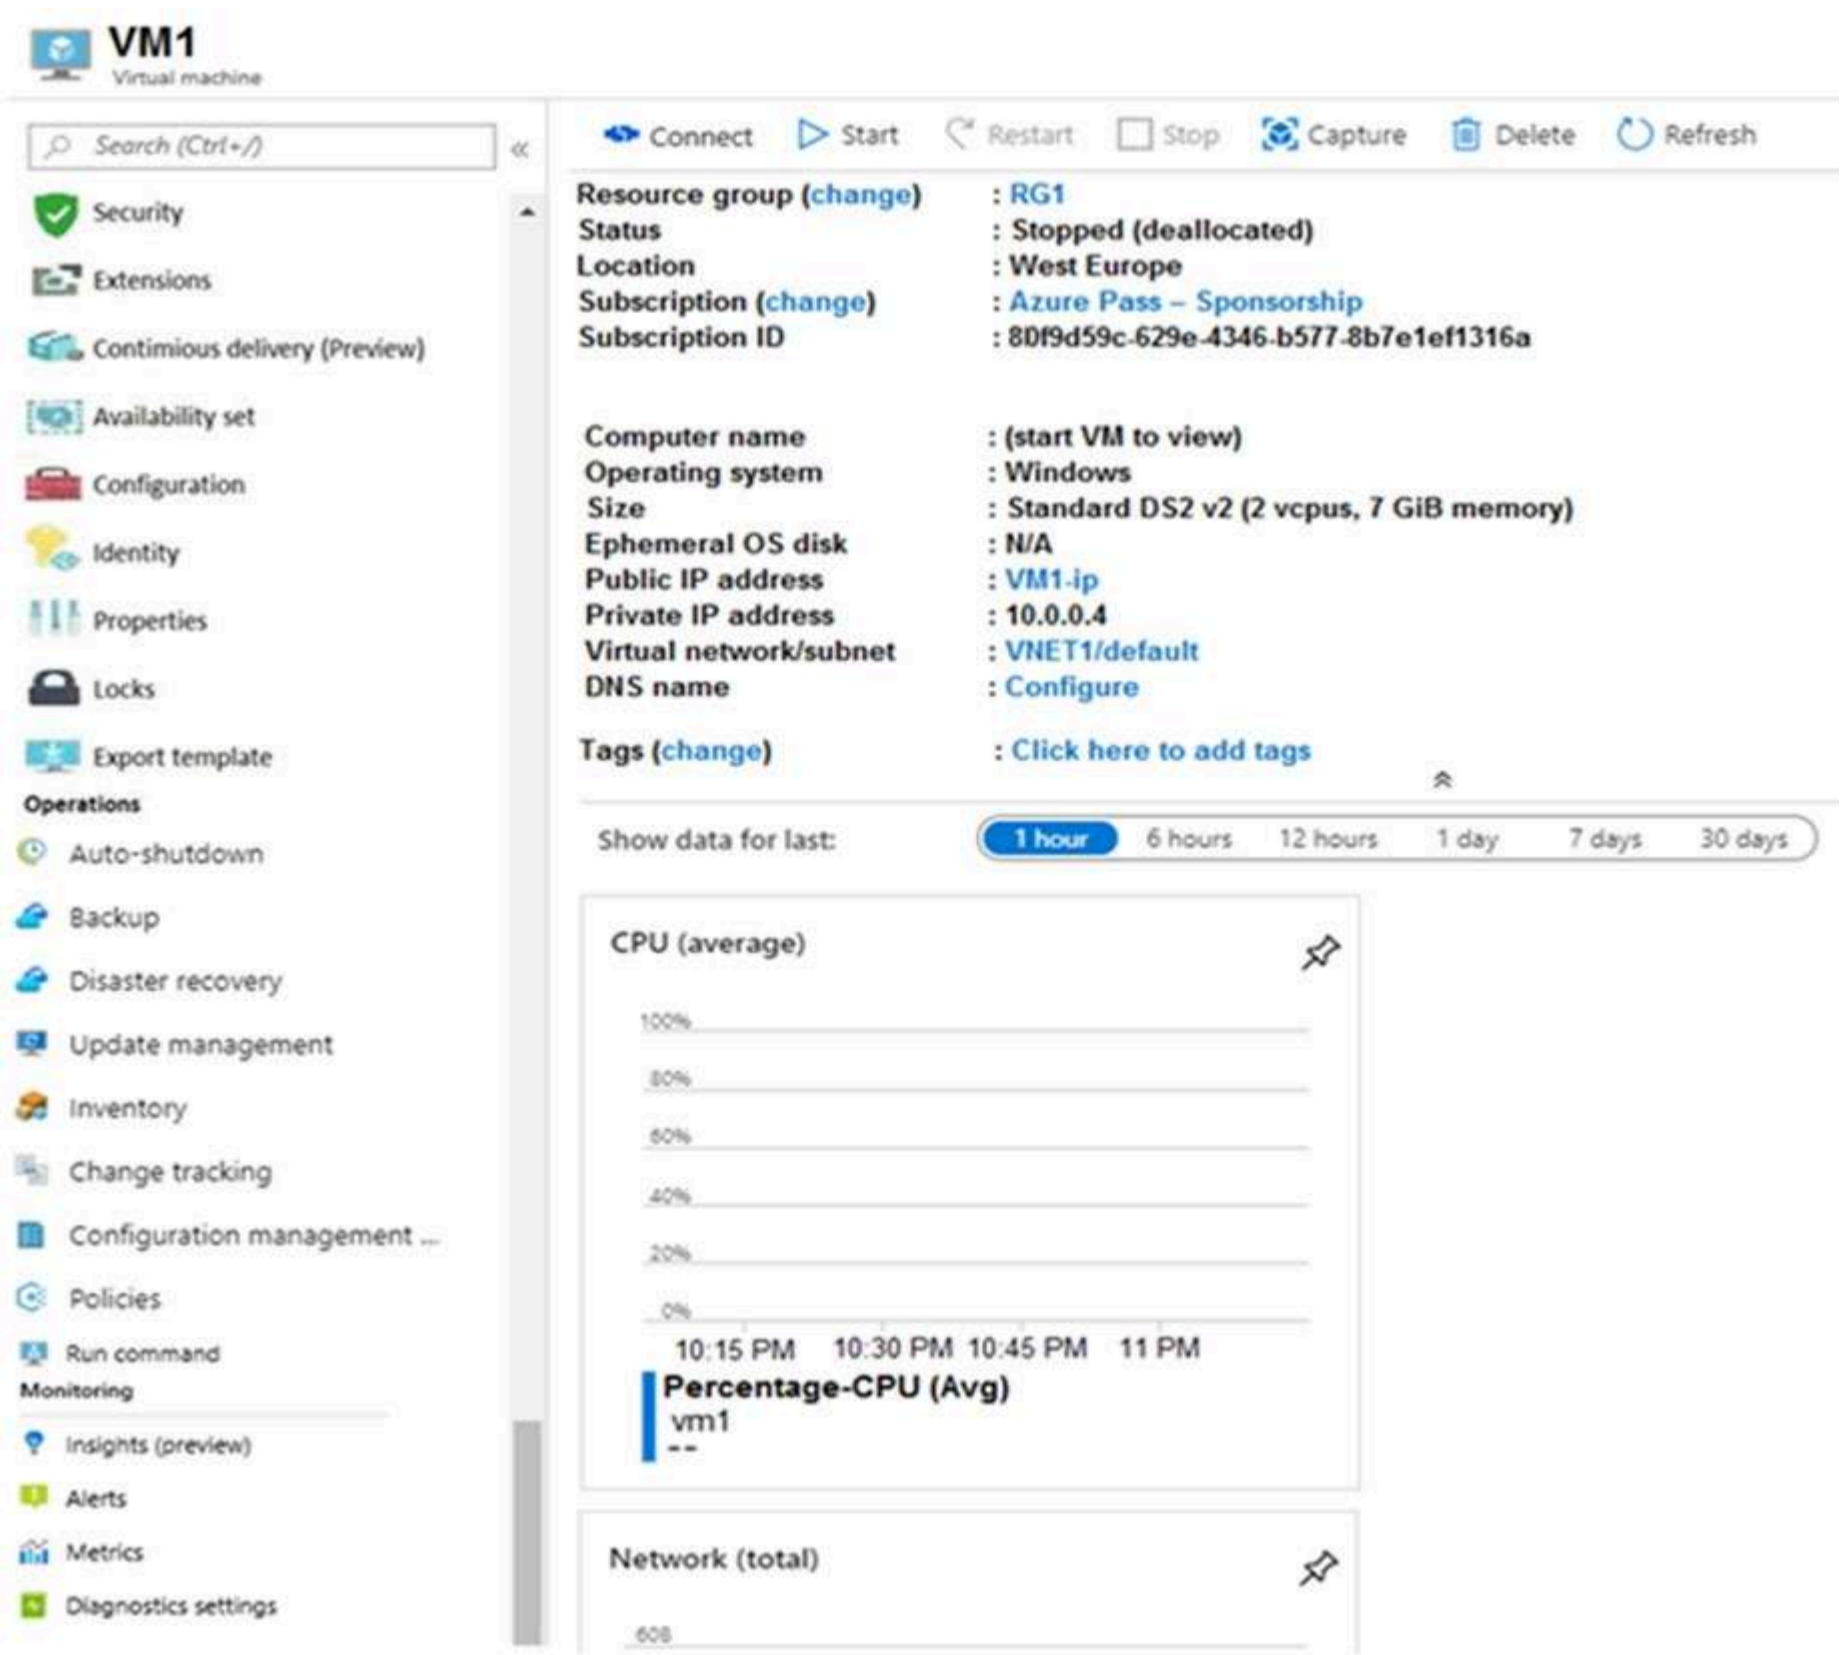 VM1
Virtual machine
Search (Ctrl+/)
«
Security
Extensions
Contimious delivery (Preview)
Availability set
Configuration
Identity
Properties
Locks
Export template
Operations
Auto-shutdown
Backup
Disaster recovery
Update management
Inventory
Change tracking
Configuration management ...
Policies
Run command
Monitoring
Insights (preview)
Alerts
Metrics
Diagnostics settings
Connect Start Restart Stop Capture Delete Refresh
Resource group (change) : RG1
Status : Stopped (deallocated)
Location : West Europe
Subscription (change) : Azure Pass – Sponsorship
Subscription ID : 80f9d59c-629e-4346-b577-8b7e1ef1316a
Computer name : (start VM to view)
Operating system : Windows
Size : Standard DS2 v2 (2 vcpus, 7 GiB memory)
Ephemeral OS disk : N/A
Public IP address : VM1-ip
Private IP address : 10.0.0.4
Virtual network/subnet : VNET1/default
DNS name : Configure
Tags (change) : Click here to add tags
Show data for last: 1 hour 6 hours 12 hours 1 day 7 days 30 days
CPU (average)
100%
80%
60%
40%
20%
0%
10:15 PM 10:30 PM 10:45 PM 11 PM
Percentage-CPU (Avg)
vm1
--
Network (total)
60B